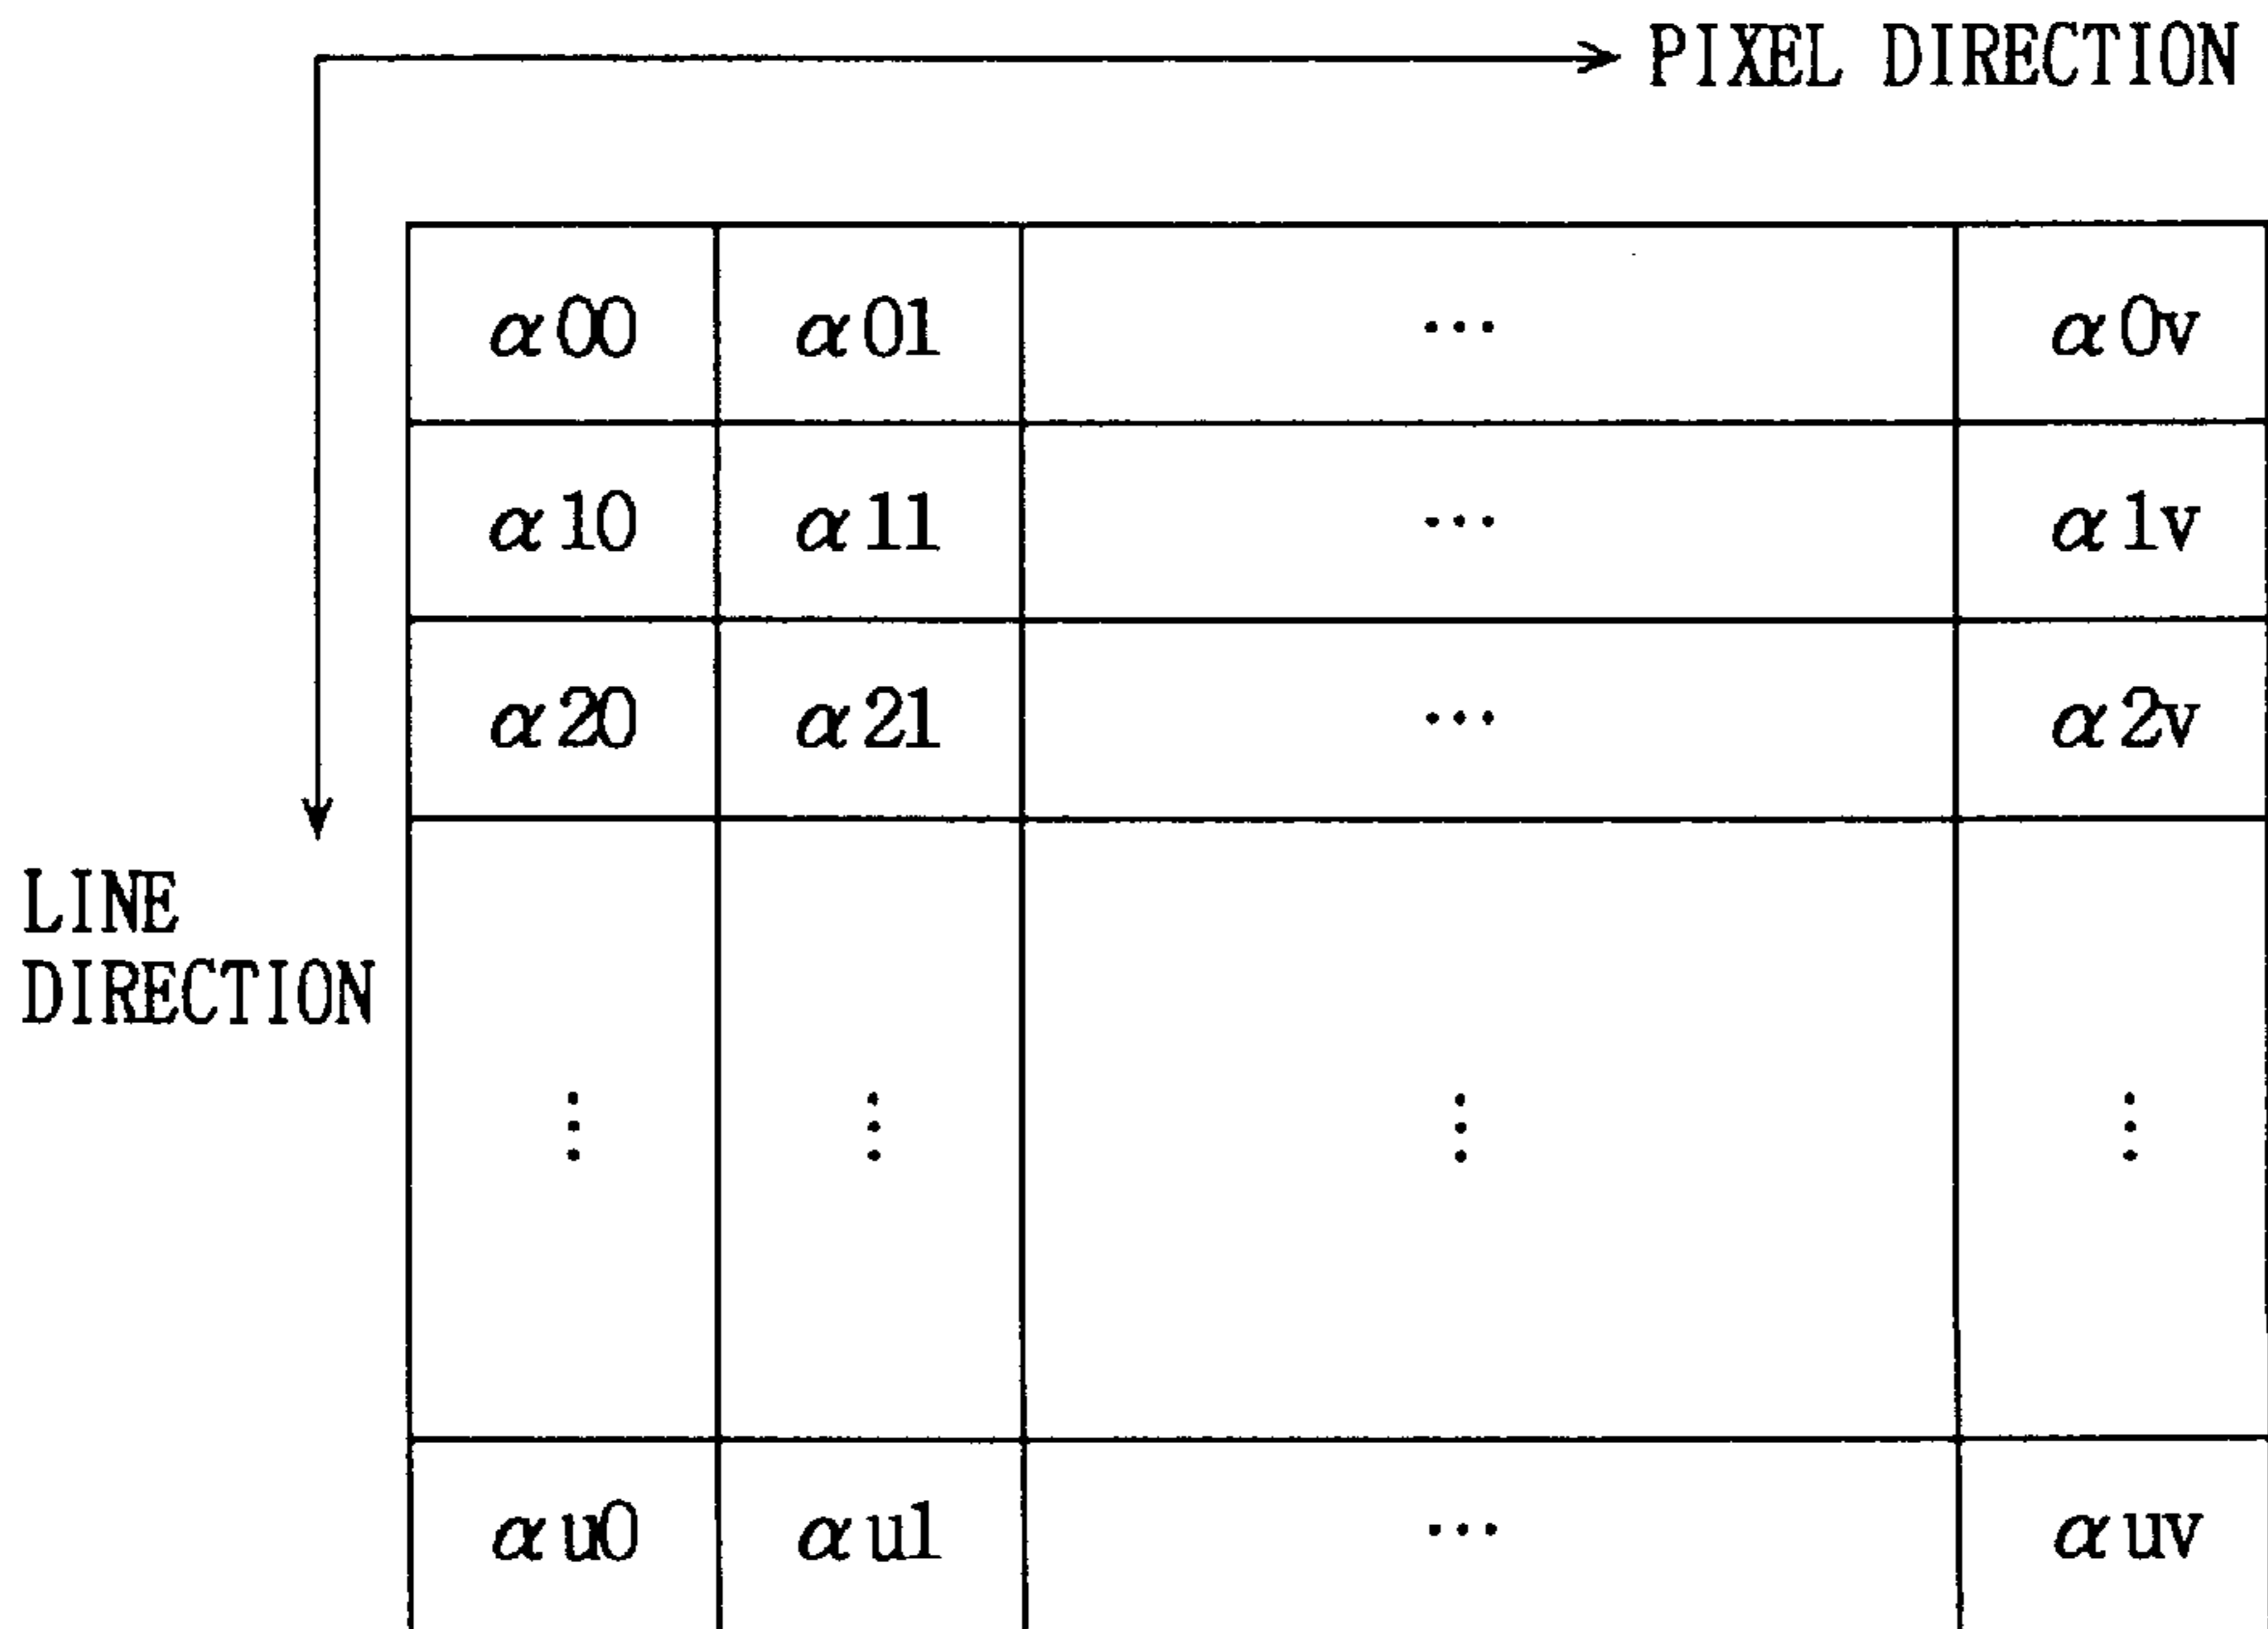 PIXEL DIRECTION
α00 α01 ··· α0v
α10 α11 ··· α1v
α20 α21 ··· α2v
LINE
DIRECTION
⋮ ⋮ ⋮ ⋮
αu0 αu1 ··· αuv